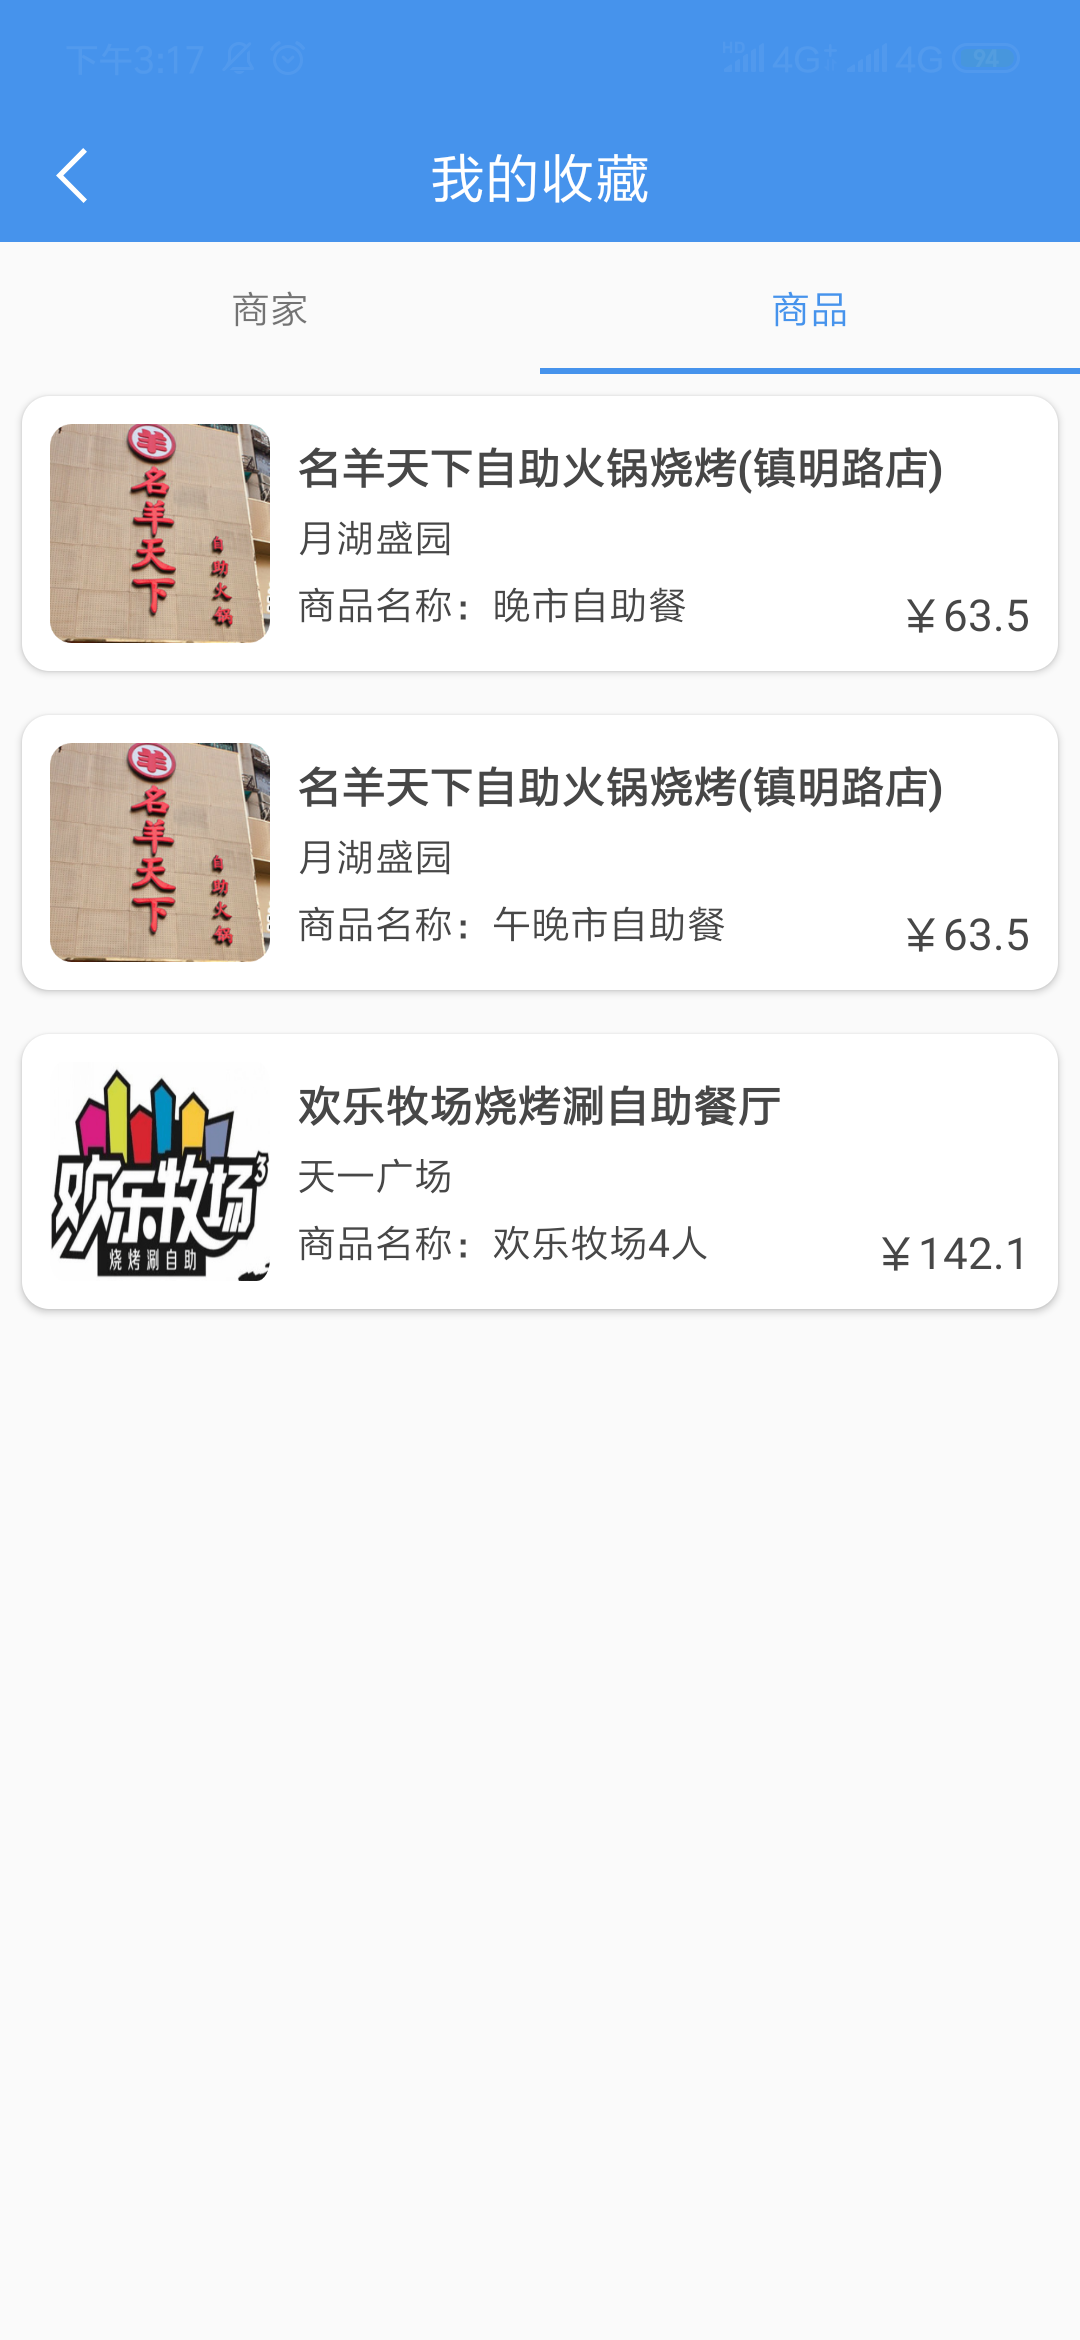 下午3:17
HD 4G+ 4G 94
我的收藏
商家
商品
羊
名羊天下
自助火锅
名羊天下自助火锅烧烤(镇明路店)
月湖盛园
商品名称：晚市自助餐
￥63.5
羊
名羊天下
自助火锅
名羊天下自助火锅烧烤(镇明路店)
月湖盛园
商品名称：午晚市自助餐
￥63.5
欢乐牧场3
烧烤涮自助
欢乐牧场烧烤涮自助餐厅
天一广场
商品名称：欢乐牧场4人
￥142.1